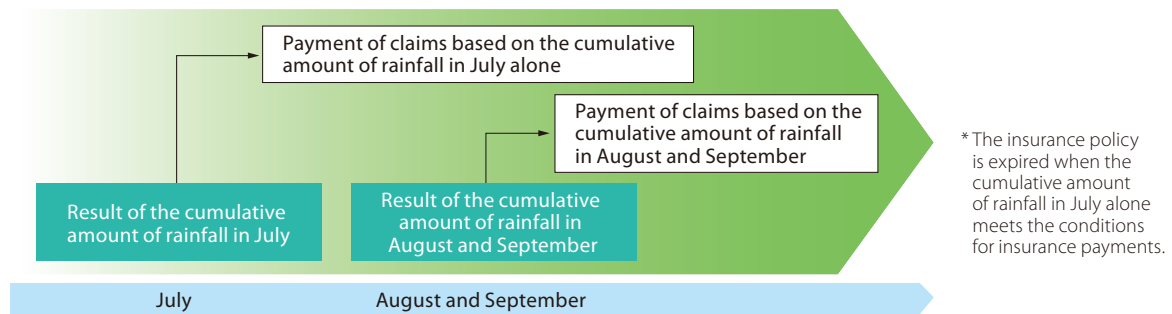 Payment of claims based on the cumulative
amount of rainfall in July alone
Payment of claims based on the
cumulative amount of rainfall
in August and September
Result of the cumulative
amount of rainfall in July
Result of the cumulative
amount of rainfall in
August and September
* The insurance policy
is expired when the
cumulative amount
of rainfall in July alone
meets the conditions
for insurance payments.
July
August and September